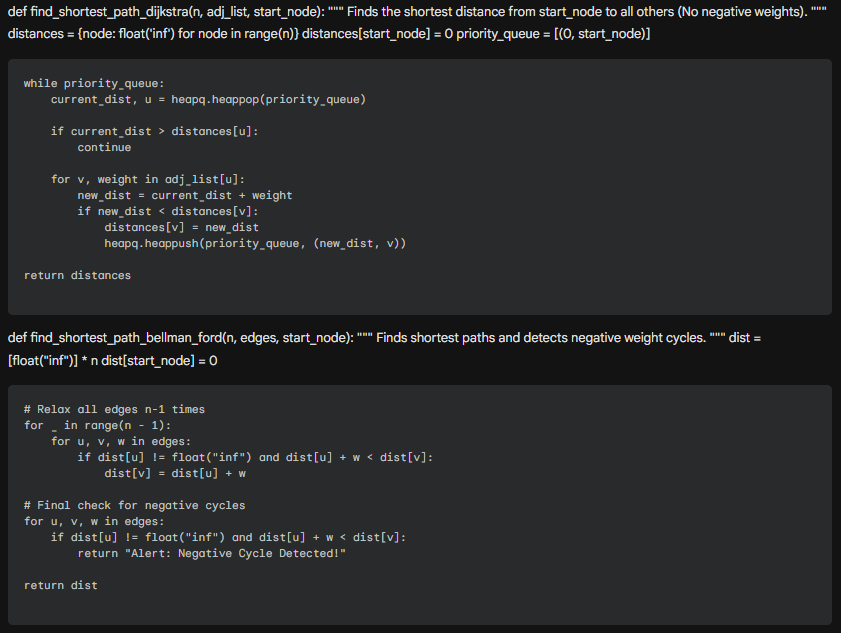 def find_shortest_path_dijkstra(n, adj_list, start_node): """ Finds the shortest distance from start_node to all others (No negative weights). """
distances = {node: float('inf') for node in range(n)} distances[start_node] = 0 priority_queue = [(0, start_node)]
while priority_queue:
    current_dist, u = heapq.heappop(priority_queue)
    if current_dist > distances[u]:
        continue
    for v, weight in adj_list[u]:
        new_dist = current_dist + weight
        if new_dist < distances[v]:
            distances[v] = new_dist
            heapq.heappush(priority_queue, (new_dist, v))
return distances
def find_shortest_path_bellman_ford(n, edges, start_node): """ Finds shortest paths and detects negative weight cycles. """ dist =
[float("inf")] * n dist[start_node] = 0
# Relax all edges n-1 times
for _ in range(n - 1):
    for u, v, w in edges:
        if dist[u] != float("inf") and dist[u] + w < dist[v]:
            dist[v] = dist[u] + w
# Final check for negative cycles
for u, v, w in edges:
    if dist[u] != float("inf") and dist[u] + w < dist[v]:
        return "Alert: Negative Cycle Detected!"
return dist